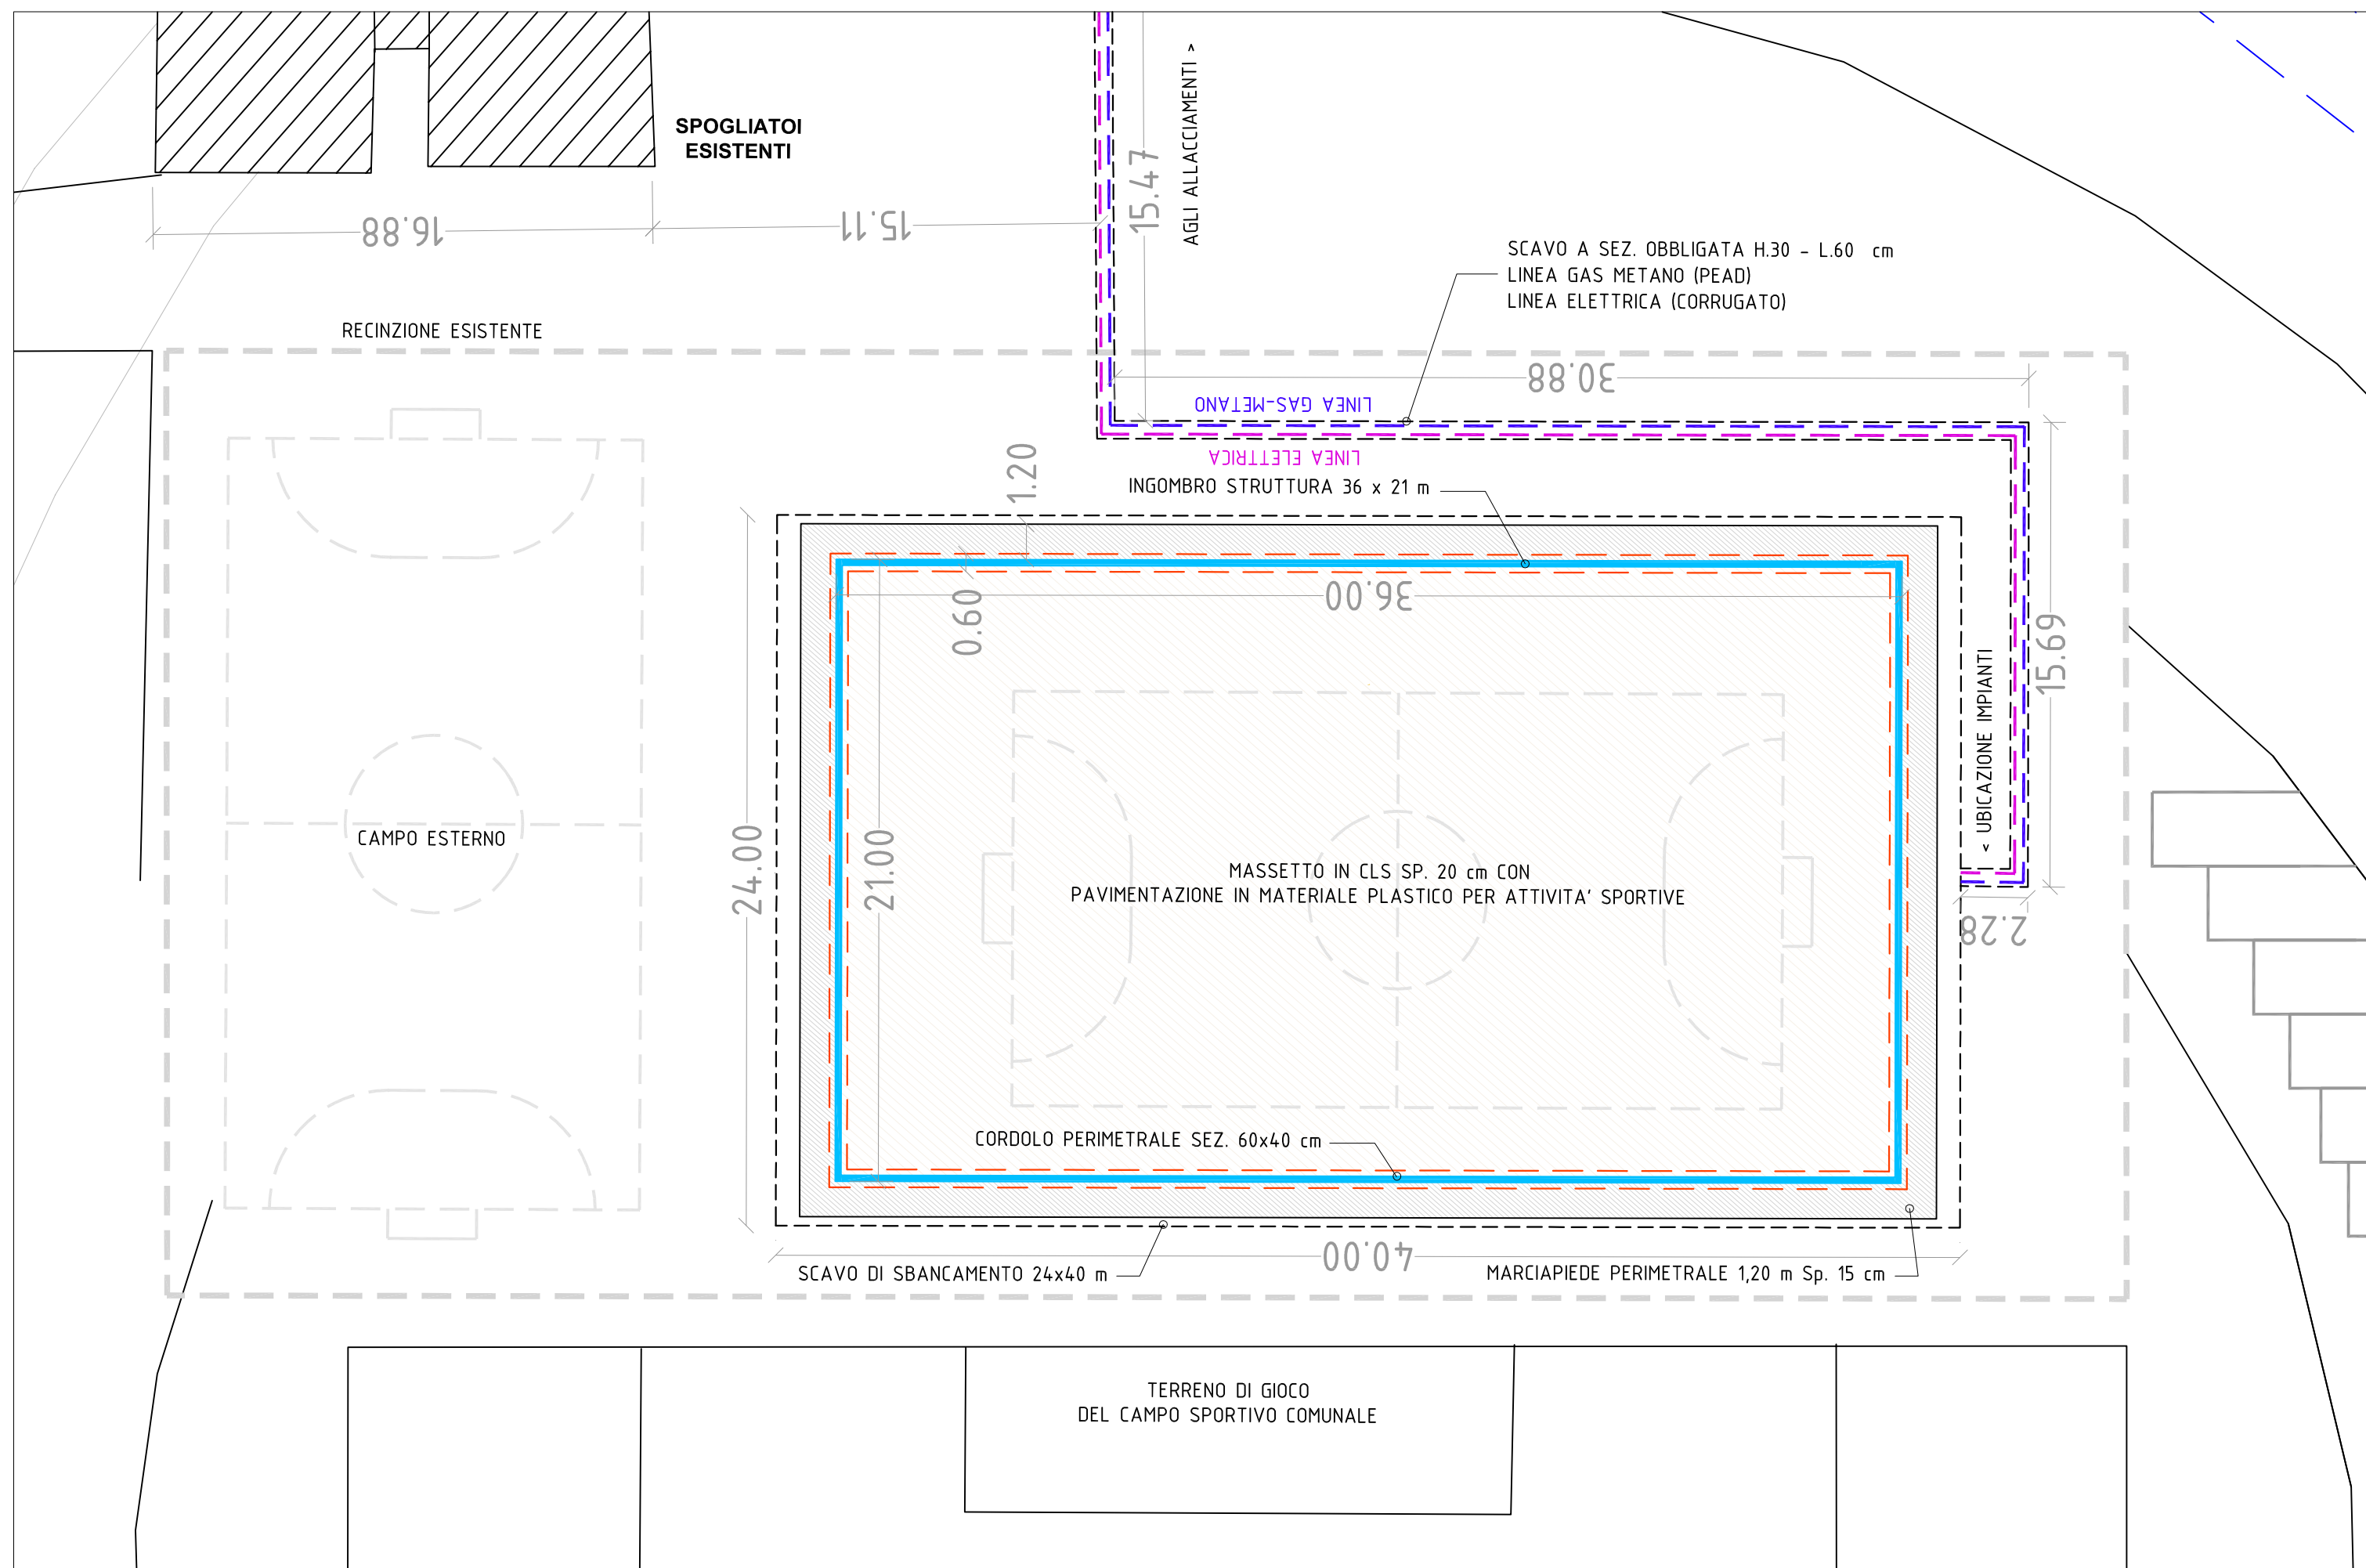 SPOGLIATOI
ESISTENTI
16.88
15.11
15.47
AGLI ALLACCIAMENTI >
SCAVO A SEZ. OBBLIGATA H.30 - L.60 cm
LINEA GAS METANO (PEAD)
LINEA ELETTRICA (CORRUGATO)
RECINZIONE ESISTENTE
30.88
LINEA GAS-METANO
LINEA ELETTRICA
1.20
INGOMBRO STRUTTURA 36 x 21 m
36.00
0.60
15.69
< UBICAZIONE IMPIANTI
CAMPO ESTERNO
24.00
21.00
MASSETTO IN CLS SP. 20 cm CON
PAVIMENTAZIONE IN MATERIALE PLASTICO PER ATTIVITA' SPORTIVE
2.28
CORDOLO PERIMETRALE SEZ. 60x40 cm
40.00
SCAVO DI SBANCAMENTO 24x40 m
MARCIAPIEDE PERIMETRALE 1,20 m Sp. 15 cm
TERRENO DI GIOCO
DEL CAMPO SPORTIVO COMUNALE